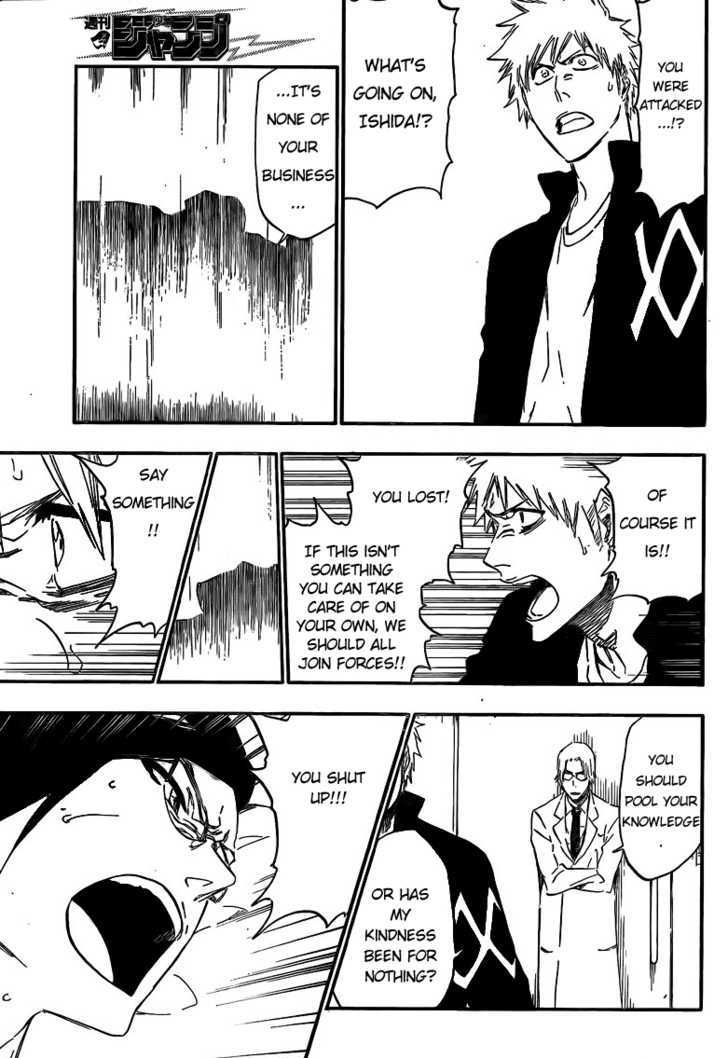 YOU
WERE
ATTACKED
...!?
WHAT'S
GOING ON,
ISHIDA!?
週刊
少年ジャンプ
...IT'S
NONE OF
YOUR
BUSINESS
...
OF
COURSE IT
IS!!
YOU LOST!
IF THIS ISN'T
SOMETHING
YOU CAN TAKE
CARE OF ON
YOUR OWN, WE
SHOULD ALL
JOIN FORCES!!
SAY
SOMETHING
!!
YOU
SHOULD
POOL YOUR
KNOWLEDGE
OR HAS
MY
KINDNESS
BEEN FOR
NOTHING?
YOU SHUT
UP!!!